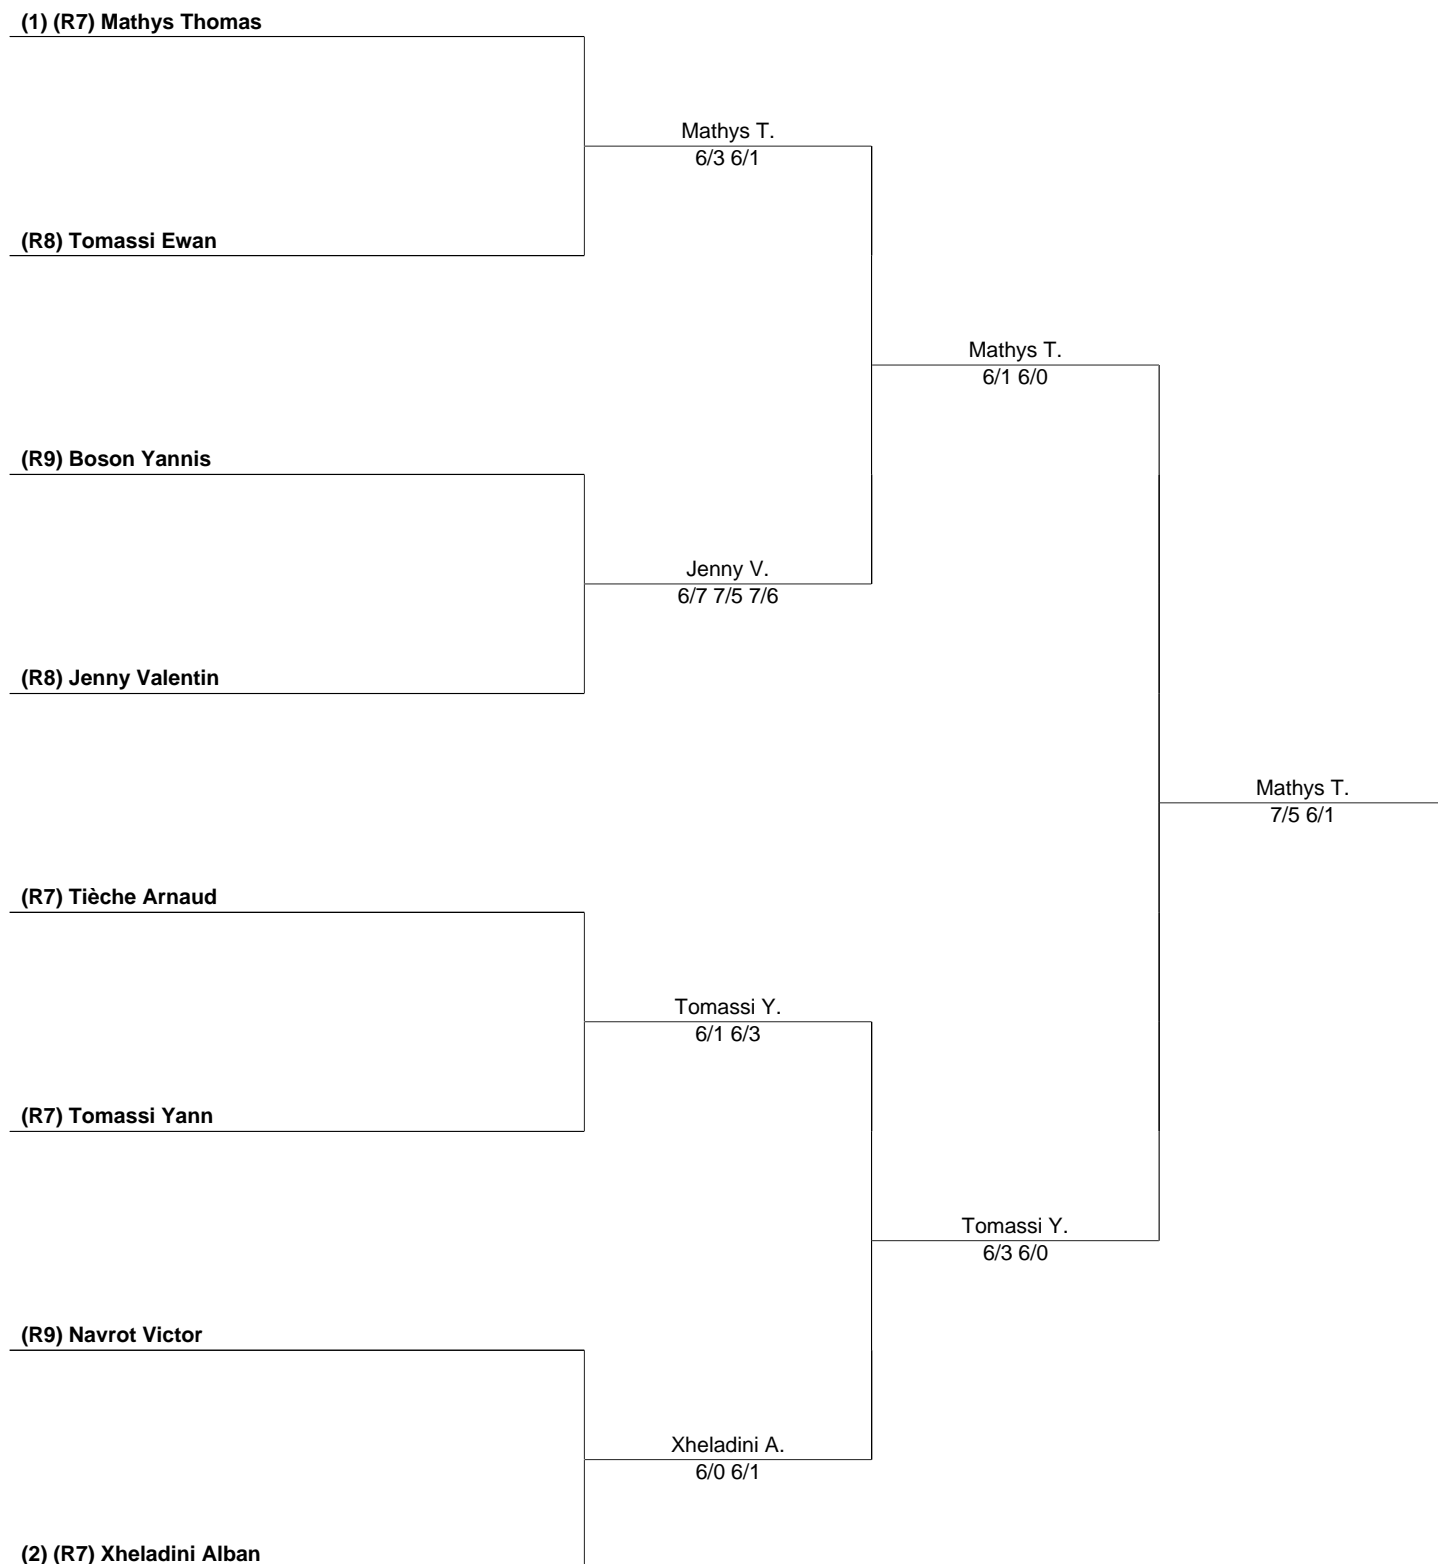 (1) (R7) Mathys Thomas
Mathys T.
6/3 6/1
(R8) Tomassi Ewan
Mathys T.
6/1 6/0
(R9) Boson Yannis
Jenny V.
6/7 7/5 7/6
(R8) Jenny Valentin
Mathys T.
7/5 6/1
(R7) Tièche Arnaud
Tomassi Y.
6/1 6/3
(R7) Tomassi Yann
Tomassi Y.
6/3 6/0
(R9) Navrot Victor
Xheladini A.
6/0 6/1
(2) (R7) Xheladini Alban